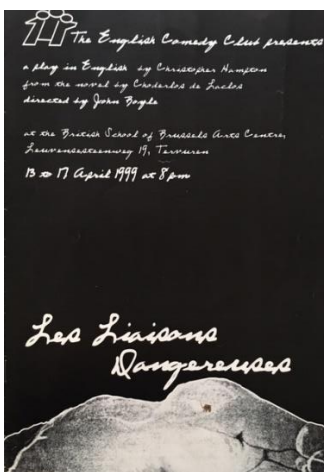 The English Comedy Club presents
a play in English by Christopher Hampton
from the novel by Choderlos de Laclos
directed by John Boyle
at the British School of Brussels Arts Centre,
Leuvensesteenweg 19, Tervuren
13 to 17 April 1999 at 8pm
Les Liaisons
Dangereuses